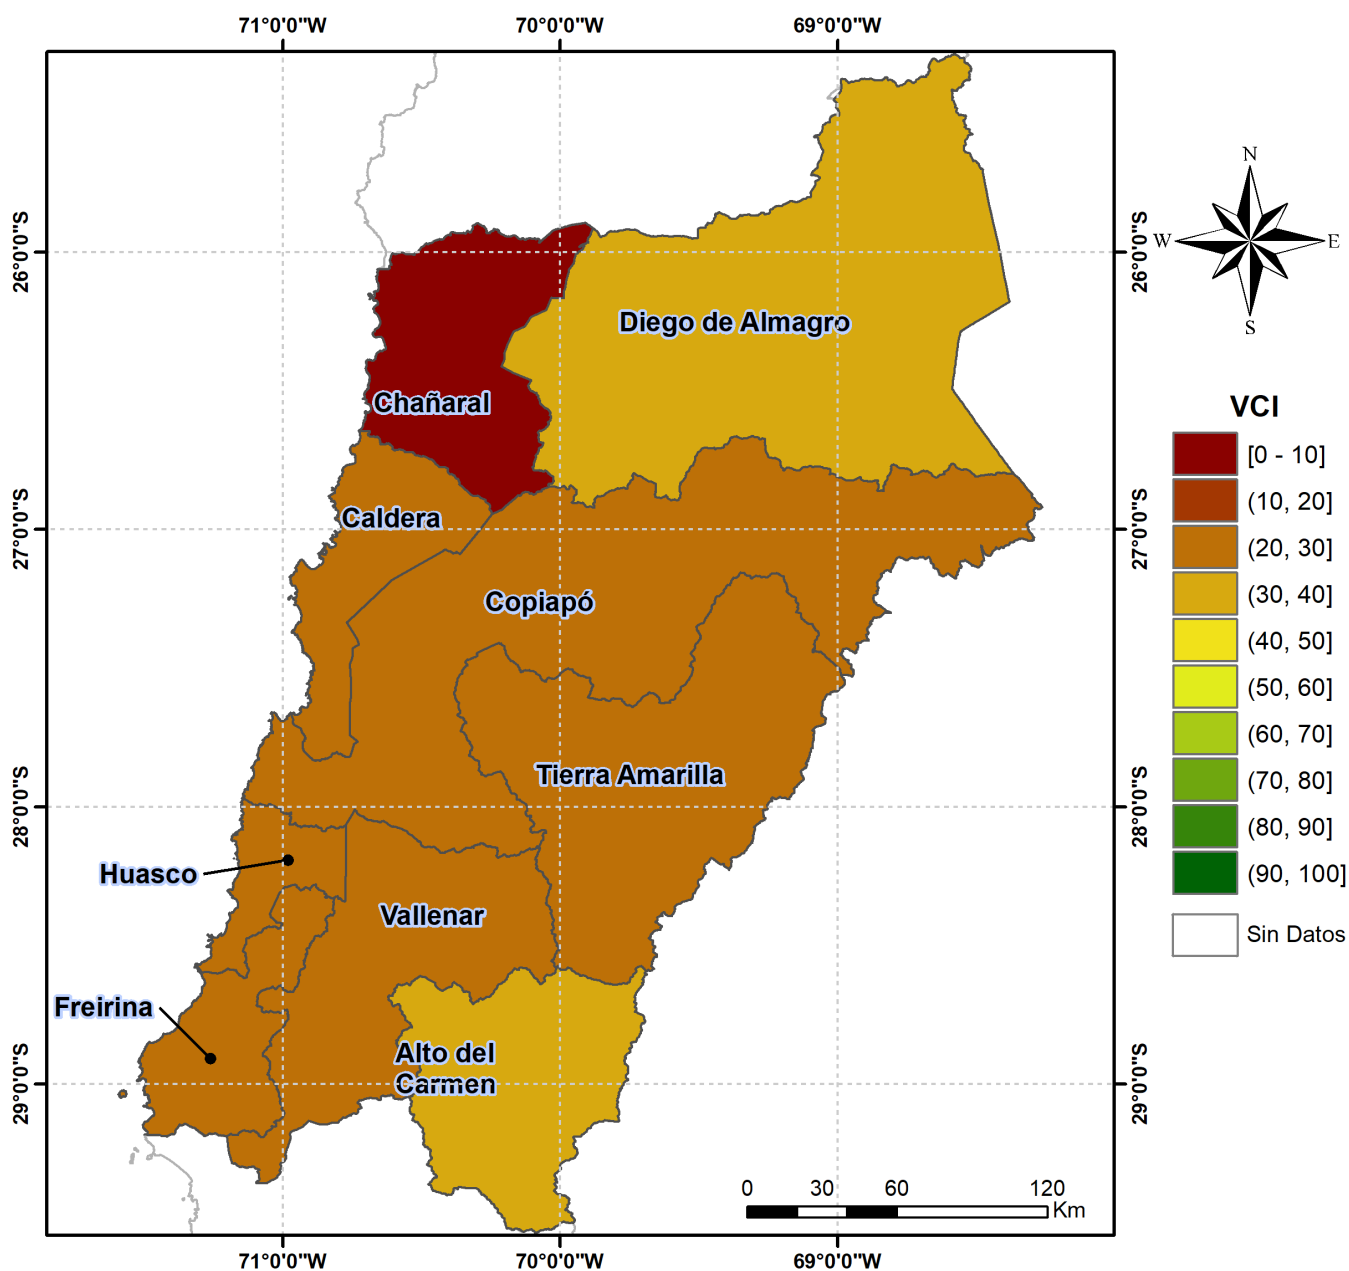 71°0'0"W 70°0'0"W 69°0'0"W
26°0'0"S
27°0'0"S
28°0'0"S
29°0'0"S
Diego de Almagro
Chañaral
Caldera
Copiapó
Tierra Amarilla
Huasco
Vallenar
Freirina
Alto del
Carmen
0 30 60 120
Km
71°0'0"W 70°0'0"W 69°0'0"W
26°0'0"S
27°0'0"S
28°0'0"S
29°0'0"S
N
W E
S
VCI
[0 - 10]
(10, 20]
(20, 30]
(30, 40]
(40, 50]
(50, 60]
(60, 70]
(70, 80]
(80, 90]
(90, 100]
Sin Datos